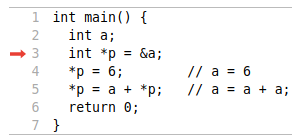 1 int main() {
2   int a;
3   int *p = &a;
4   *p = 6;        // a = 6
5   *p = a + *p;   // a = a + a;
6   return 0;
7 }